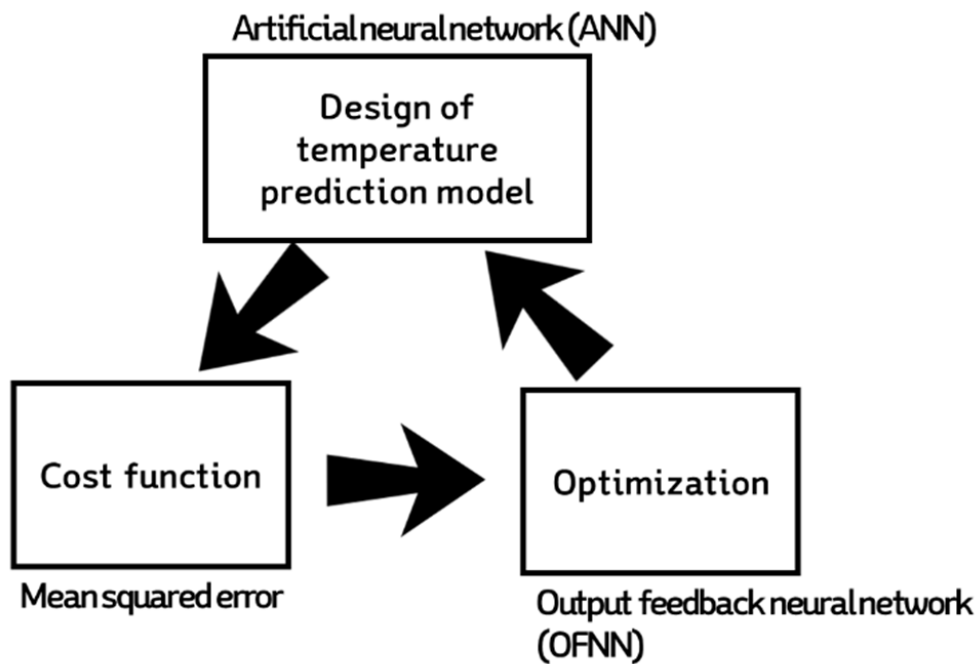 Artificial neural network (ANN)
Design of
temperature
prediction model
Cost function
Optimization
Mean squared error
Output feedback neural network
(OFNN)